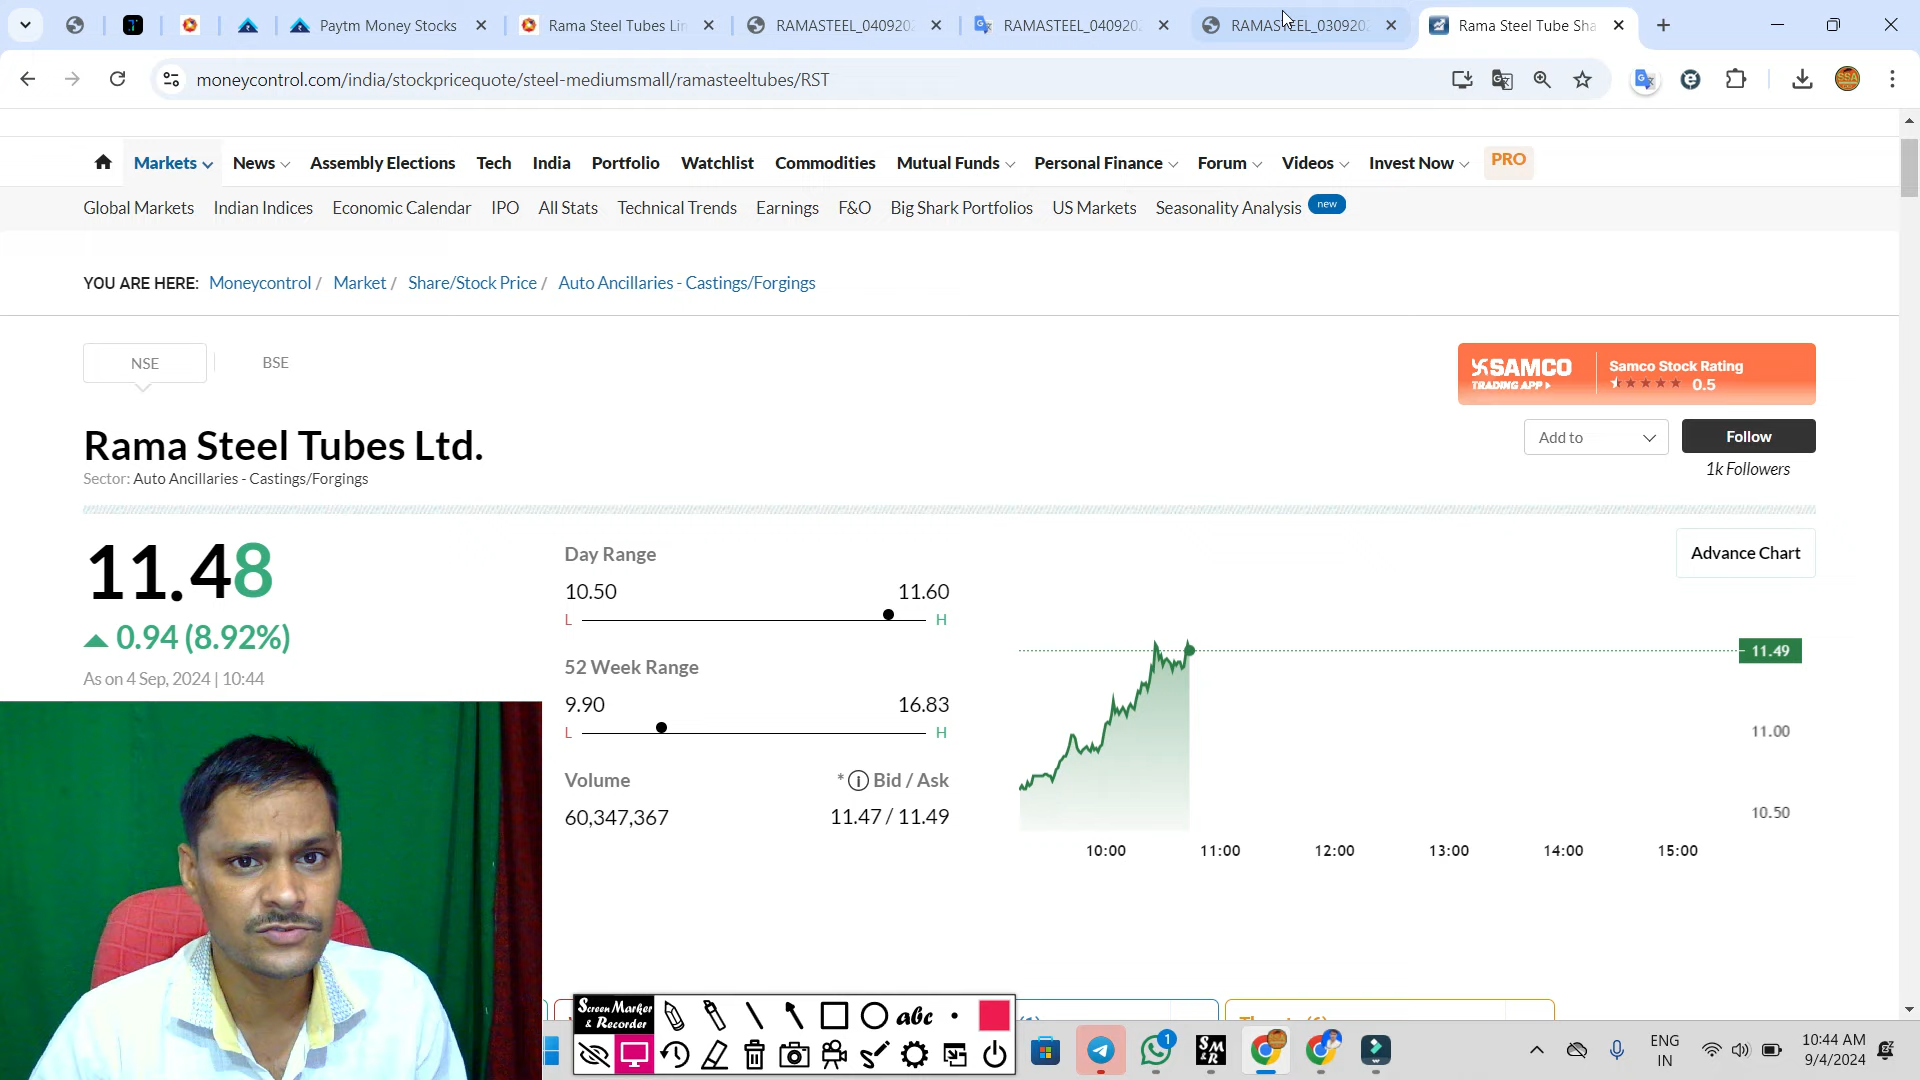 Paytm Money Stocks
Rama Steel Tubes Lin
RAMASTEEL_040920
RAMASTEEL_040920
RAMASTEEL_030920
Rama Steel Tube Sha
moneycontrol.com/india/stockpricequote/steel-mediumsmall/ramasteeltubes/RST
Markets News Assembly Elections Tech India Portfolio Watchlist Commodities Mutual Funds Personal Finance Forum Videos Invest Now PRO
Global Markets Indian Indices Economic Calendar IPO All Stats Technical Trends Earnings F&O Big Shark Portfolios US Markets Seasonality Analysis new
YOU ARE HERE: Moneycontrol / Market / Share/Stock Price / Auto Ancillaries - Castings/Forgings
NSE BSE
SAMCO
TRADING APP
Samco Stock Rating
0.5
Rama Steel Tubes Ltd.
Sector: Auto Ancillaries - Castings/Forgings
Add to
Follow
1k Followers
11.48
0.94 (8.92%)
As on 4 Sep, 2024 | 10:44
Day Range
10.50 11.60
L H
52 Week Range
9.90 16.83
L H
Volume * Bid / Ask
60,347,367 11.47 / 11.49
Advance Chart
11.49
11.00
10.50
10:00 11:00 12:00 13:00 14:00 15:00
Screen Marker
& Recorder
abc
1
SM
&R
ENG
IN
10:44 AM
9/4/2024